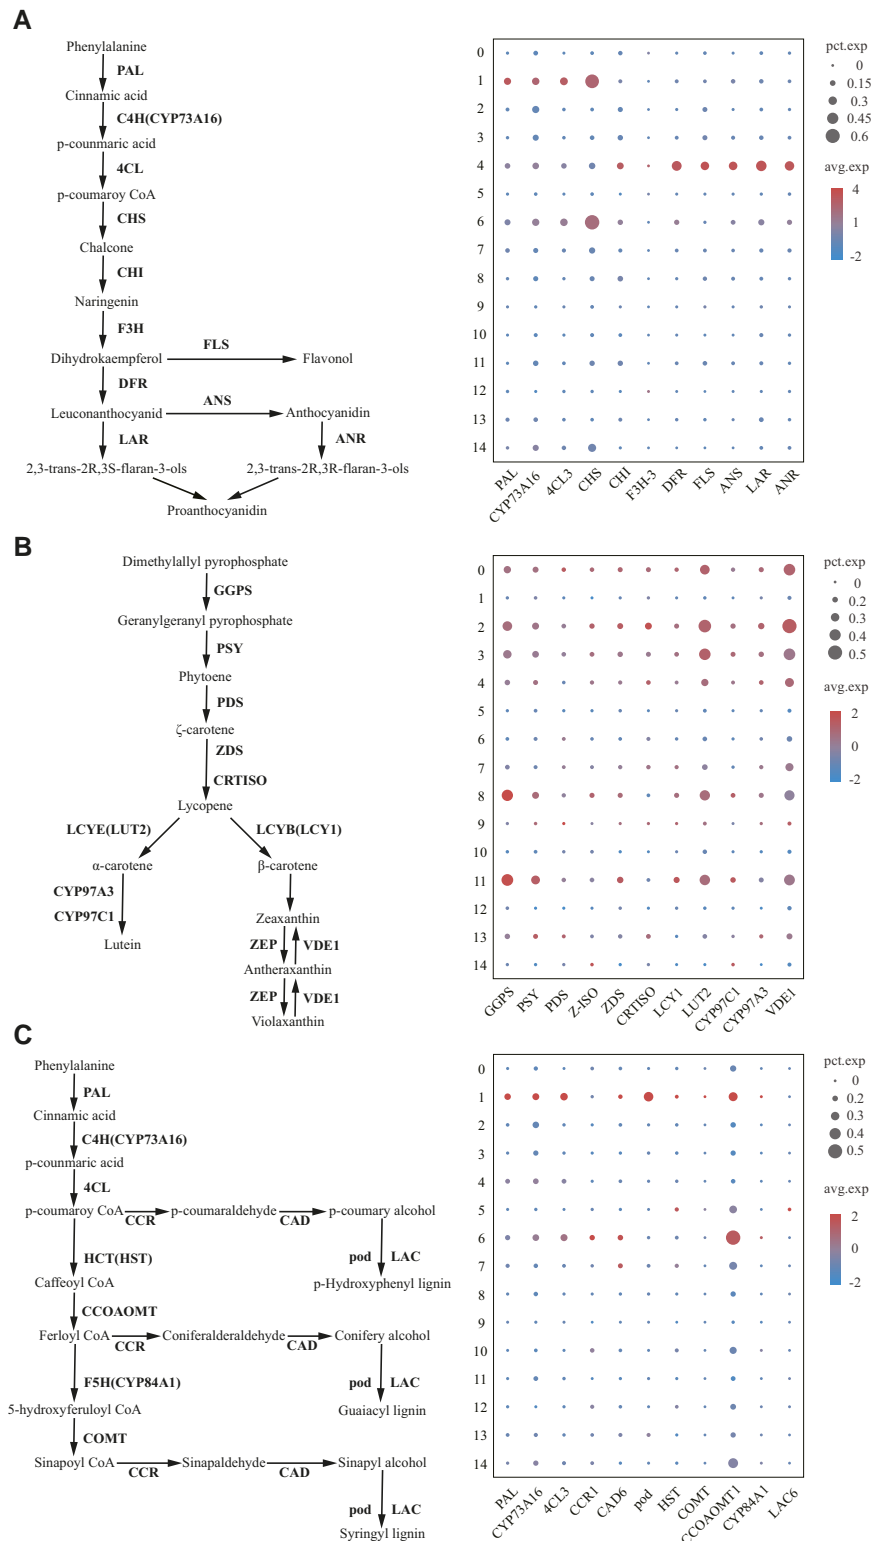 A
Phenylalanine
PAL
Cinnamic acid
C4H(CYP73A16)
p-counmaric acid
4CL
p-coumaroy CoA
CHS
Chalcone
CHI
Naringenin
F3H
Dihydrokaempferol
FLS
Flavonol
DFR
Leuconanthocyanid
ANS
Anthocyanidin
LAR
ANR
2,3-trans-2R,3S-flaran-3-ols
2,3-trans-2R,3R-flaran-3-ols
Proanthocyanidin
0
1
2
3
4
5
6
7
8
9
10
11
12
13
14
PAL
CYP73A16
4CL3
CHS
CHI
F3H-3
DFR
FLS
ANS
LAR
ANR
pct.exp
0
0.15
0.3
0.45
0.6
avg.exp
4
1
-2
B
Dimethylallyl pyrophosphate
GGPS
Geranylgeranyl pyrophosphate
PSY
Phytoene
PDS
ζ-carotene
ZDS
CRTISO
Lycopene
LCYE(LUT2)
LCYB(LCY1)
α-carotene
β-carotene
CYP97A3
CYP97C1
Lutein
Zeaxanthin
ZEP
VDE1
Antheraxanthin
ZEP
VDE1
Violaxanthin
0
1
2
3
4
5
6
7
8
9
10
11
12
13
14
GGPS
PSY
PDS
Z-ISO
ZDS
CRTISO
LCY1
LUT2
CYP97C1
CYP97A3
VDE1
pct.exp
0
0.2
0.3
0.4
0.5
avg.exp
2
0
-2
C
Phenylalanine
PAL
Cinnamic acid
C4H(CYP73A16)
p-counmaric acid
4CL
p-coumaroy CoA
CCR
p-coumaraldehyde
CAD
p-coumary alcohol
HCT(HST)
pod
LAC
Caffeoyl CoA
p-Hydroxyphenyl lignin
CCOAOMT
Ferloyl CoA
CCR
Coniferalderaldehyde
CAD
Conifery alcohol
F5H(CYP84A1)
pod
LAC
5-hydroxyferuloyl CoA
Guaiacyl lignin
COMT
Sinapoyl CoA
CCR
Sinapaldehyde
CAD
Sinapyl alcohol
pod
LAC
Syringyl lignin
0
1
2
3
4
5
6
7
8
9
10
11
12
13
14
PAL
CYP73A16
4CL3
CCR1
CAD6
pod
HST
COMT
CCOAOMT1
CYP84A1
LAC6
pct.exp
0
0.2
0.3
0.4
0.5
avg.exp
2
0
-2